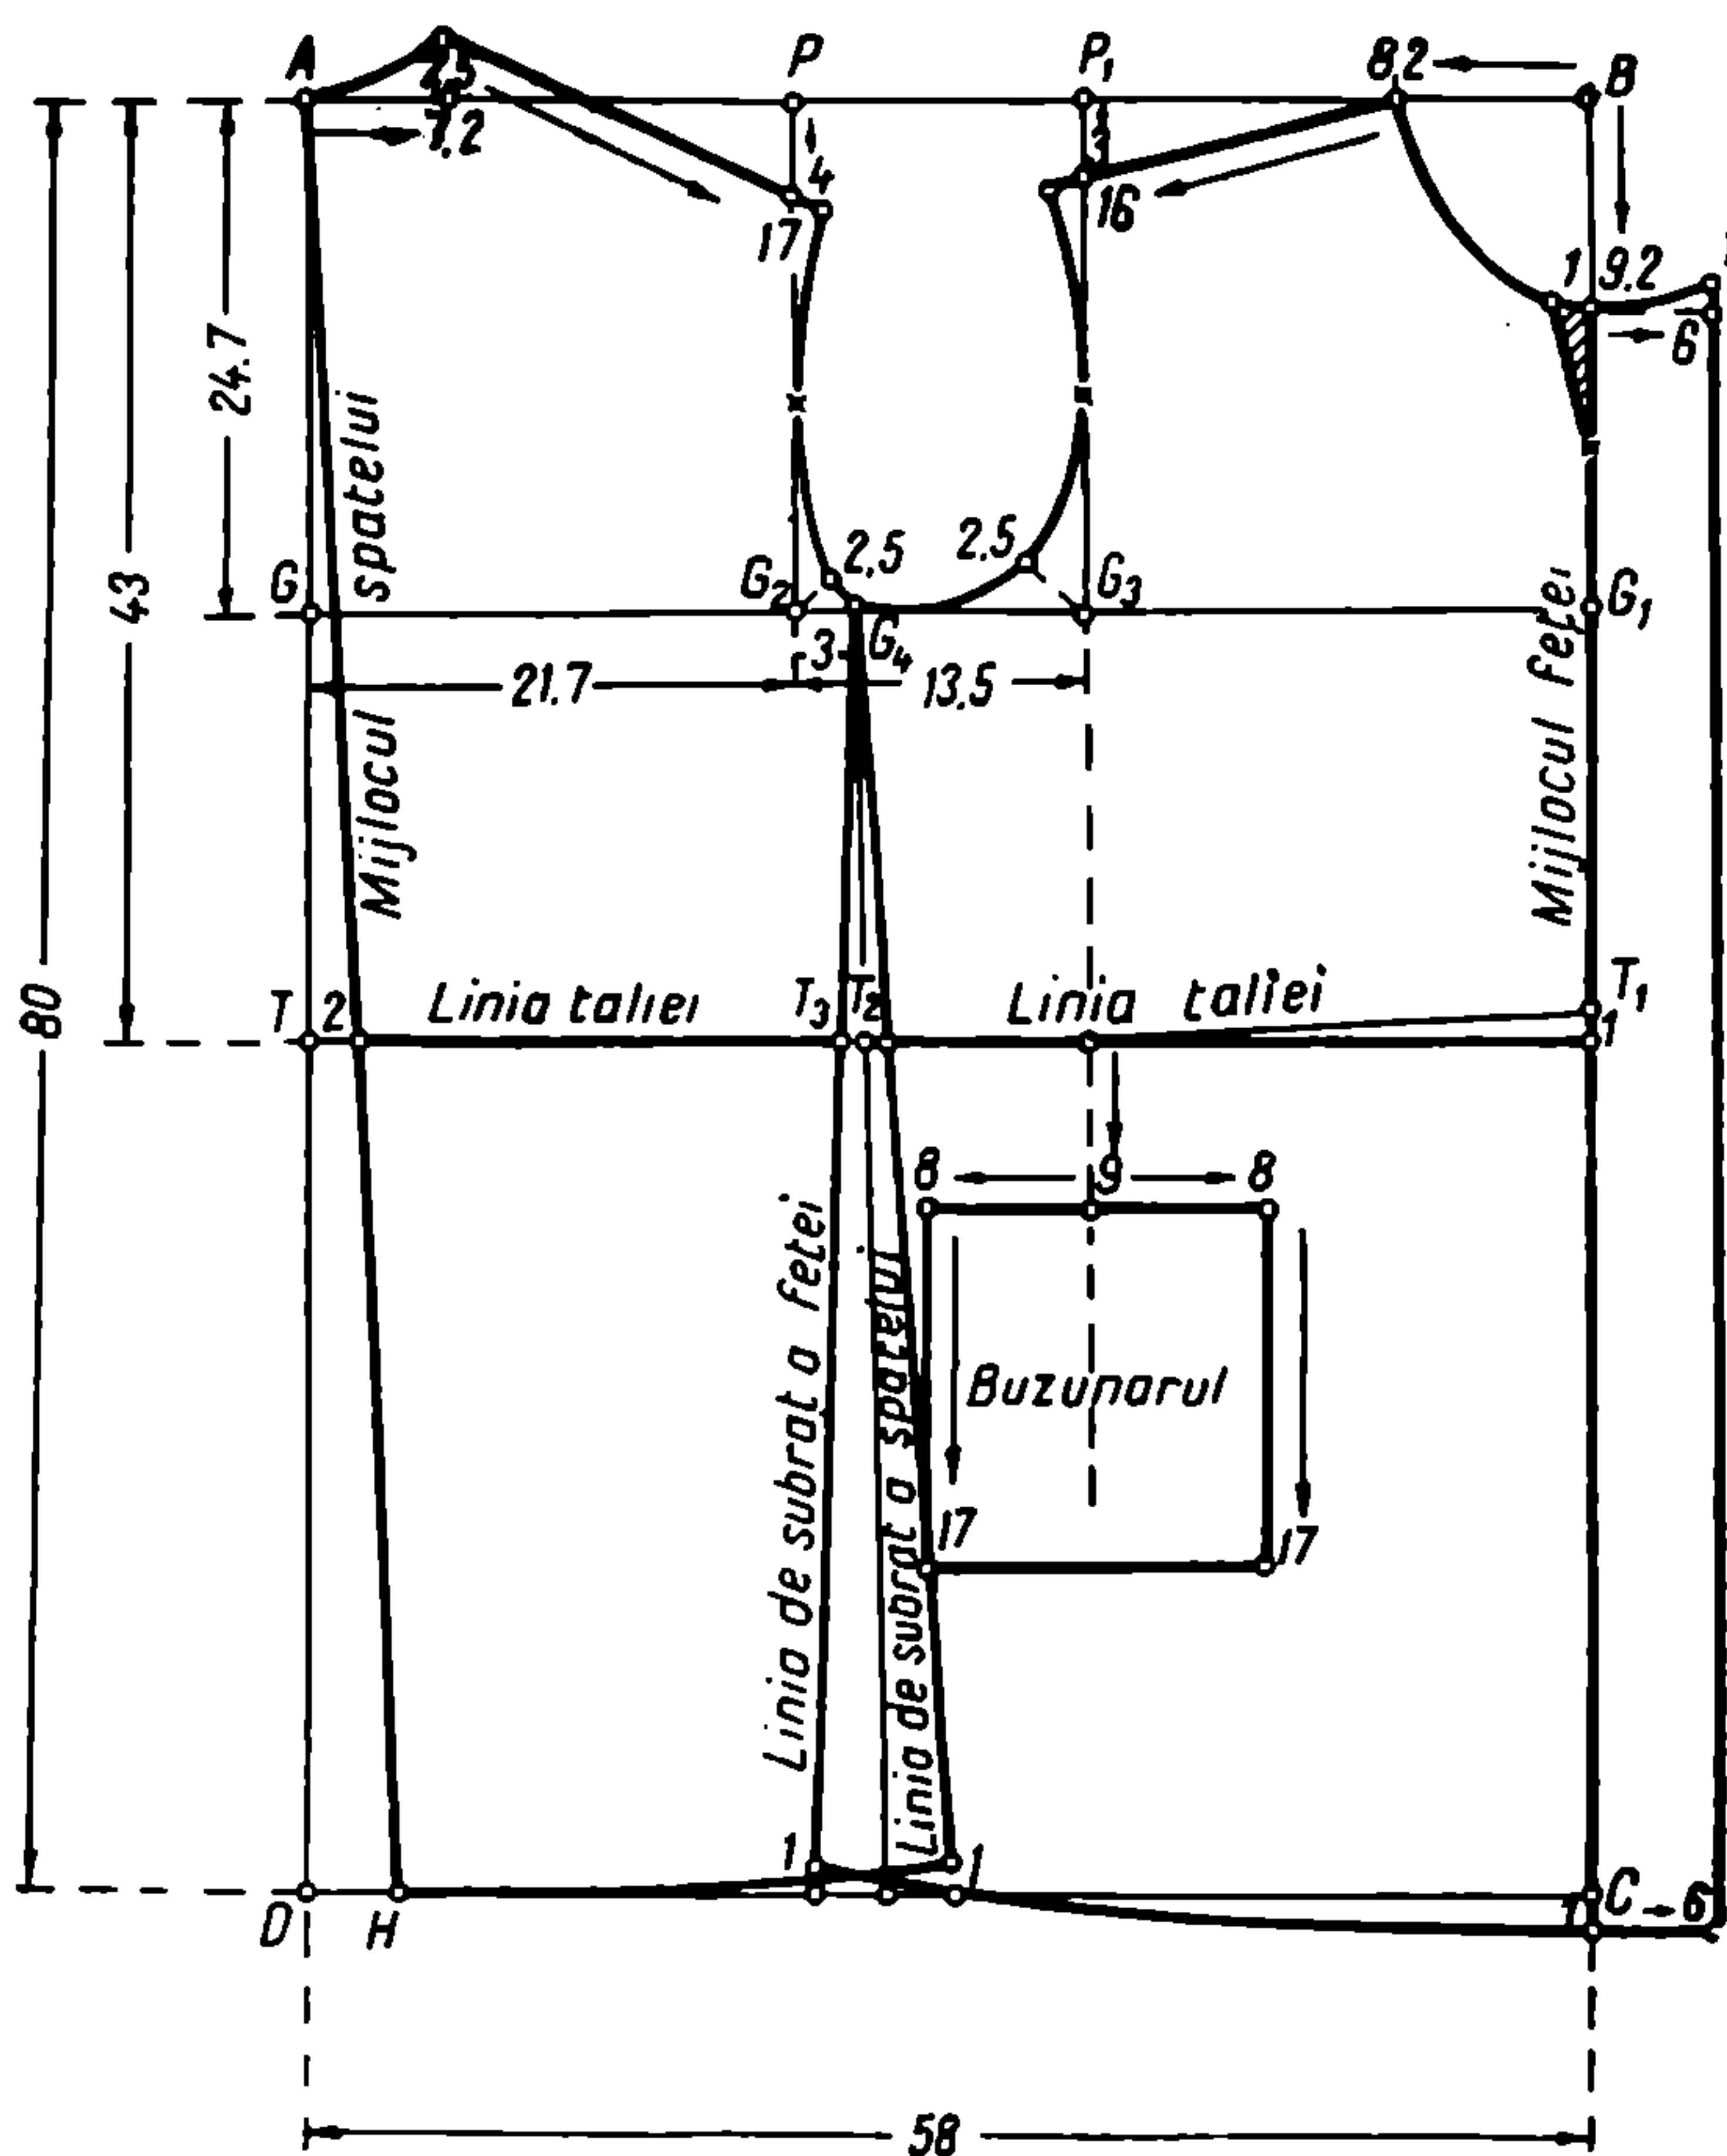 A
P
P₁
8,2
B
2,5
7,2
4
17
3
16
1
9,2
6
24,7
43
80
spatelui
Mijlocul
G
G₂
2,5
2,5
G₃
G₁
3
G₄
21,7
13,5
Mijlocul fetei
T
2
Linia taliei
T₃
T₂
Linia taliei
T₁
1
8
9
8
Buzunarul
17
17
Linia de subrat a fetei
Linia de subrat a spatelui
1
1
D
H
1
C
6
58